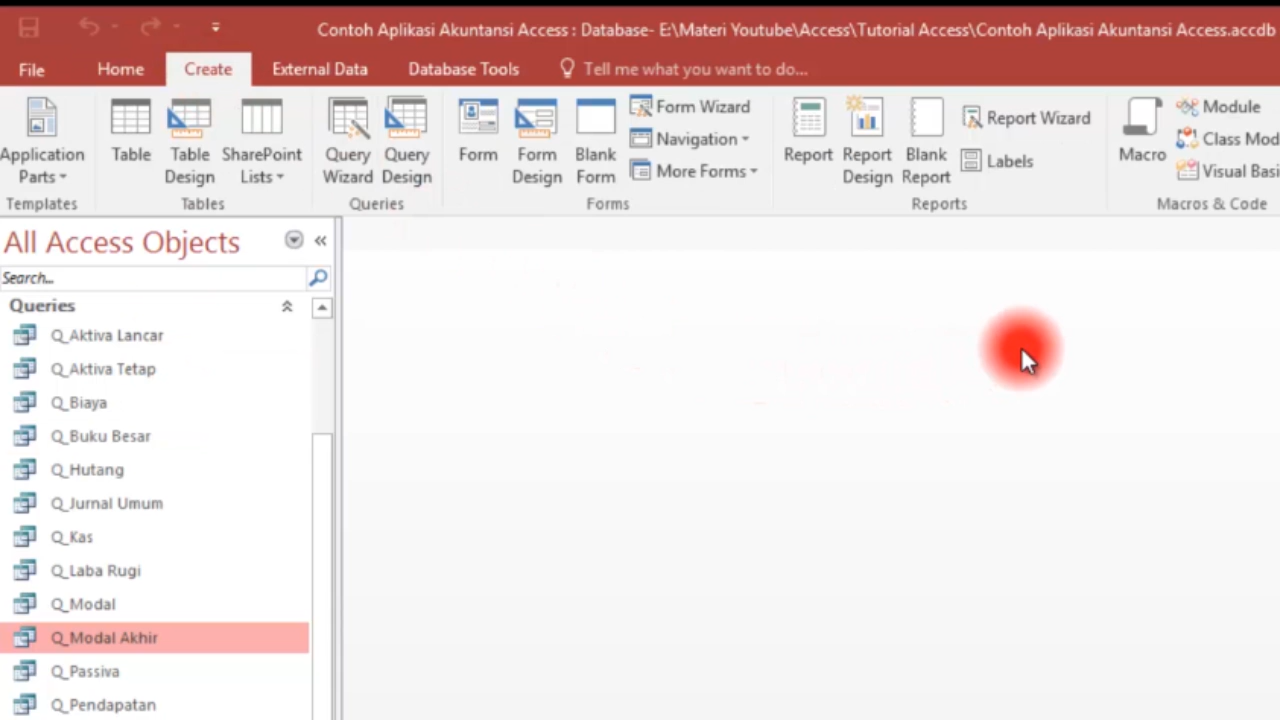 Contoh Aplikasi Akuntansi Access : Database- E:\Materi Youtube\Access\Tutorial Access\Contoh Aplikasi Akuntansi Access.accdb
File Home Create External Data Database Tools Tell me what you want to do...
Application Parts
Table
Table Design
SharePoint Lists
Query Wizard
Query Design
Form
Form Design
Blank Form
Form Wizard
Navigation
More Forms
Report
Report Design
Blank Report
Report Wizard
Labels
Macro
Module
Class Mod
Visual Basi
Templates Tables Queries Forms Reports Macros & Code
All Access Objects
Search...
Queries
Q_Aktiva Lancar
Q_Aktiva Tetap
Q_Biaya
Q_Buku Besar
Q_Hutang
Q_Jurnal Umum
Q_Kas
Q_Laba Rugi
Q_Modal
Q_Modal Akhir
Q_Passiva
Q_Pendapatan